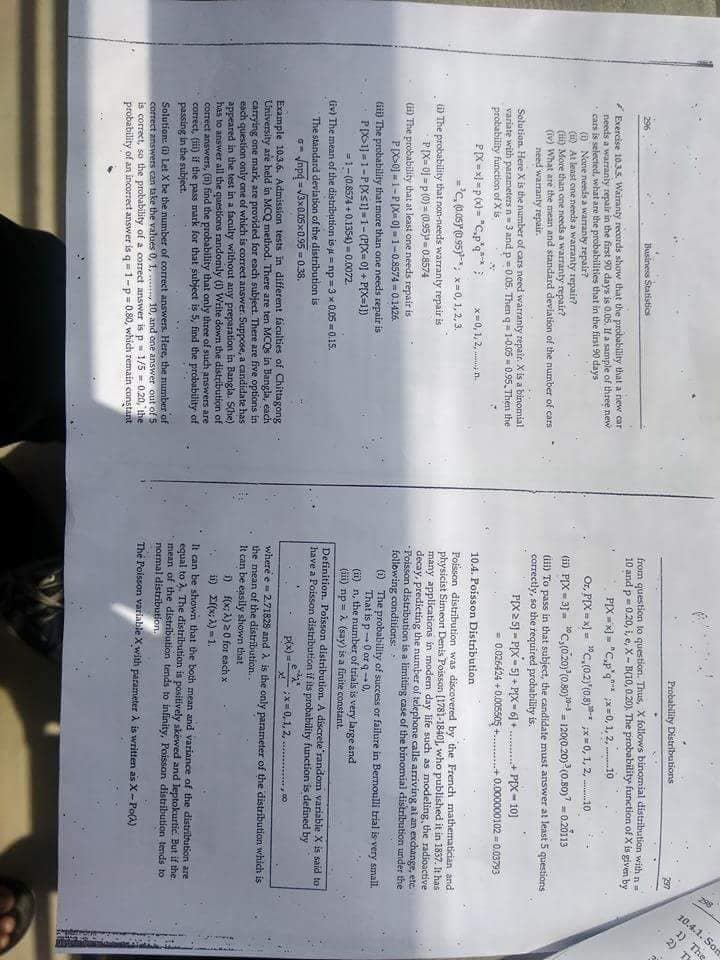 296
Business Statistics
Exercise 10.3.5. Warranty records show that the probability that a new car
needs a warranty repair in the first 90 days is 0.05. If a sample of three new
cars is selected, what are the probabilities that in the first 90 days
(i) None needs a warranty repair?
(ii) At least one needs a warranty repair?
(iii) More than one needs a warranty repair?
(iv) What are the mean and standard deviation of the number of cars
need warranty repair.
Solution. Here X is the number of cars need warranty repair. X is a binomial
variate with parameters n = 3 and p = 0.05. Then q = 1-0.05 = 0.95. Then the
probability function of X is
P [X = x] = p (x) = ⁿCₓpˣqⁿ⁻ˣ ; x = 0, 1, 2, ......., n.
= ³Cₓ (0.05)ˣ(0.95)³⁻ˣ; x = 0, 1, 2, 3.
(i) The probability that non-needs warranty repair is
P [X= 0] = p (0) = (0.95)³ = 0.8574
(ii) The probability that at least one needs repair is
P [X>0] = 1 – P [X= 0] = 1 – 0.8574 = 0.1426.
(iii) The probability that more than one needs repair is
P [X>1] = 1 – P [X≤1] = 1 – (P[X= 0] + P[X=1])
= 1 – (0.8574 + 0.1354) = 0.0072.
(iv) The mean of the distribution is μ = np = 3 × 0.05 = 0.15.
The standard deviation of the distribution is
σ = √npq = √3×0.05×0.95 = 0.38.
Example 10.3.6. Admission tests in different faculties of Chittagong
University are held in MCQ method. There are ten MCQs in Bangla, each
carrying one mark, are provided for each subject. There are five options in
each question only one of which is correct answer. Suppose, a candidate has
appeared in the test in a faculty without any preparation in Bangla. S(he)
has to answer all the questions randomly (i) Write down the distribution of
correct answers, (ii) find the probability that only three of such answers are
correct, (iii) if the pass mark for that subject is 5, find the probability of
passing in the subject.
Solution: (i) Let X be the number of correct answers. Here, the number of
correct answers can take the values 0, 1, ......., 10, and one answer out of 5
is correct, so the probability of a correct answer is p = 1/5 = 0.20, the
probability of an incorrect answer is q = 1 – p = 0.80, which remain constant
Probability Distributions
297
from question to question. Thus, X follows binomial distribution with n =
10 and p = 0.20, i, e, X ~ B(10, 0.20). The probability function of X is given by
P[X = x] = ⁿCₓpˣqⁿ⁻ˣ ; x = 0, 1, 2, ........10
Or, P[X = x] = ¹⁰Cₓ(0.2)ˣ(0.8)¹⁰⁻ˣ ; x = 0, 1, 2, ........10
(ii) P[X = 3] = ¹⁰C₃(0.20)³(0.80)¹⁰⁻³ = 120(0.20)³(0.80)⁷ = 0.20113
(iii) To pass in that subject, the candidate must answer at least 5 questions
correctly, so the required probability is.
P[X ≥ 5] = P[X = 5] + P[X = 6] + ..........+ P[X = 10]
= 0.026424 + 0.005505 +..........+ 0.000000102 = 0.03793
10.4. Poisson Distribution
Poisson distribution was discovered by the French mathematician and
physicist Simeon Denis Poisson [1781-1840], who published it in 1837. It has
many applications in modern day life such as modeling the radioactive
decay, predicting the number of telephone calls arriving at an exchange, etc.
Poisson distribution is a limiting case of the binomial distribution under the
following conditions:
(i) The probability of success or failure in Bernoulli trial is very small.
That is p → 0 or q → 0,
(ii) n, the number of trials is very large and
(iii) np = λ (say) is a finite constant.
Definition. Poisson distribution. A discrete random variable X is said to
have a Poisson distribution if its probability function is defined by
p(x) = e^-λ λˣ / x! ; x = 0, 1, 2, ............., ∞
where e = 2.71828 and λ is the only parameter of the distribution which is
the mean of the distribution..
It can be easily shown that
i) f(x; λ) ≥ 0 for each x
ii) Σf(x; λ) = 1.
It can be shown that the both mean and variance of the distribution are
equal to λ. The distribution is positively skewed and leptokurtic. But if the
mean of the distribution tends to infinity, Poisson distribution tends to
normal distribution.
The Poisson variable X with parameter λ is written as X ~ Po(λ)
298
10.4.1. Som
1) The
2)